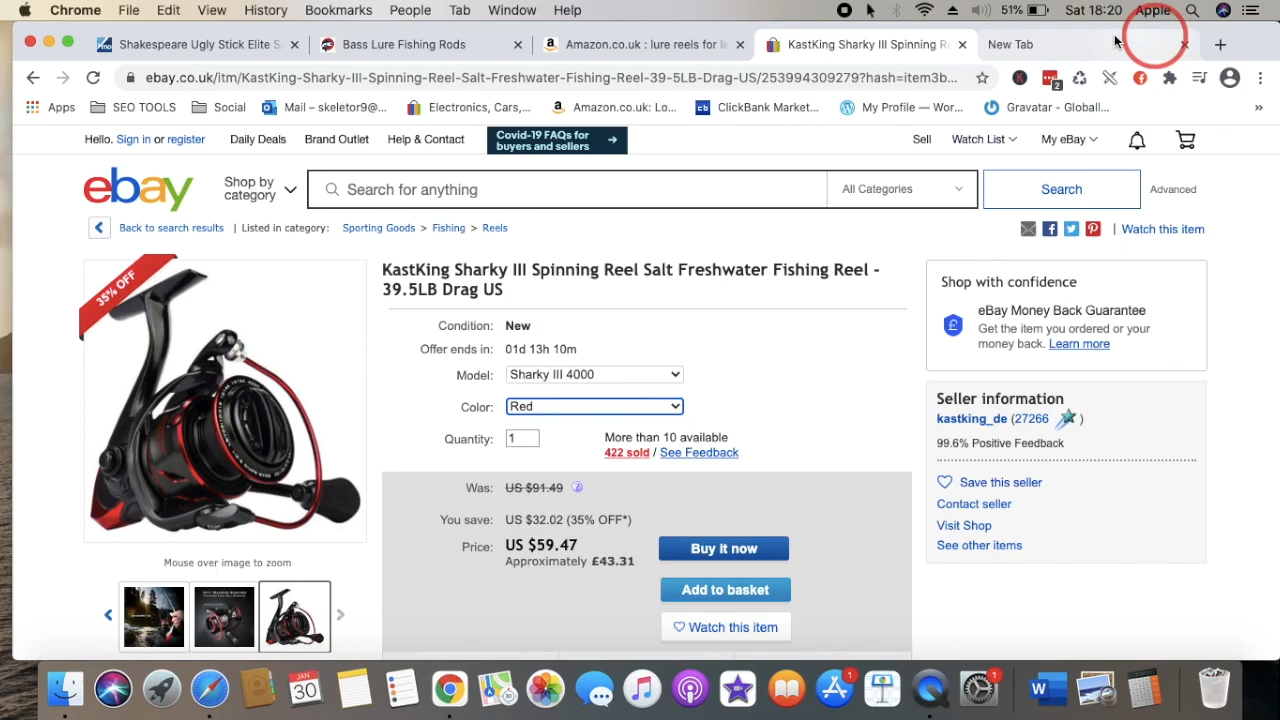 Chrome File Edit View History Bookmarks People Tab Window Help 51% Sat 18:20 Apple
Shakespeare Ugly Stick Elite S Bass Lure Fishing Rods Amazon.co.uk : lure reels for le KastKing Sharky III Spinning Re New Tab
ebay.co.uk/itm/KastKing-Sharky-III-Spinning-Reel-Salt-Freshwater-Fishing-Reel-39-5LB-Drag-US/253994309279?hash=item3b...
Apps SEO TOOLS Social Mail – skeletor9@... Electronics, Cars,... Amazon.co.uk: Lo... ClickBank Market... My Profile — Wor... Gravatar - Globall...
Hello. Sign in or register Daily Deals Brand Outlet Help & Contact Covid-19 FAQs for buyers and sellers Sell Watch List My eBay
ebay Shop by category Search for anything All Categories Search Advanced
Back to search results | Listed in category: Sporting Goods > Fishing > Reels | Watch this item
35% OFF
KastKing Sharky III Spinning Reel Salt Freshwater Fishing Reel -
39.5LB Drag US
Condition: New
Offer ends in: 01d 13h 10m
Model: Sharky III 4000
Color: Red
Quantity: 1 More than 10 available
422 sold / See Feedback
Was: US $91.49
You save: US $32.02 (35% OFF*)
Price: US $59.47
Approximately £43.31
Buy it now
Add to basket
Watch this item
Mouse over image to zoom
Shop with confidence
eBay Money Back Guarantee
Get the item you ordered or your
money back. Learn more
Seller information
kastking_de (27266 )
99.6% Positive Feedback
Save this seller
Contact seller
Visit Shop
See other items
JAN
30
1
1